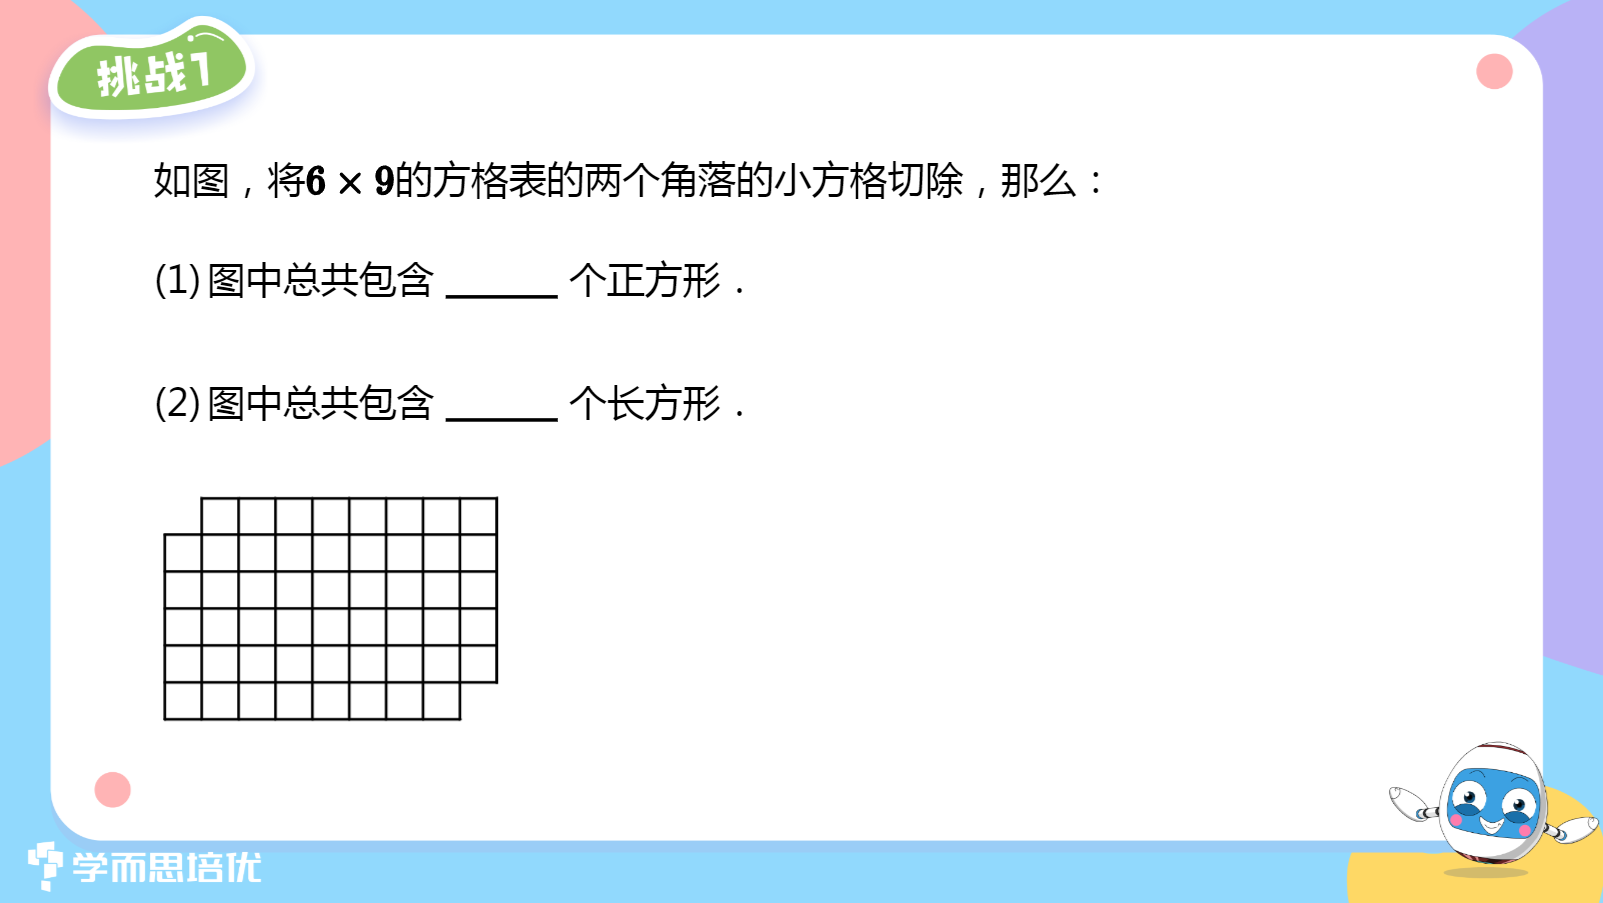 挑战1
如图，将6 × 9的方格表的两个角落的小方格切除，那么：
(1) 图中总共包含 ______ 个正方形．
(2) 图中总共包含 ______ 个长方形．
学而思培优